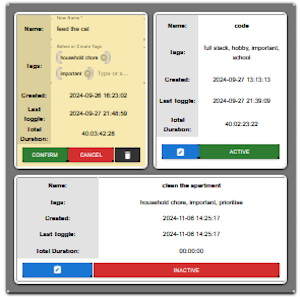 New Name *
Name:
feed the cat
Select or Create Tags
Tags:
household chore
important
Type or s...
Created:
2024-09-26 16:23:02
Last Toggle:
2024-09-27 21:48:59
Total Duration:
40:03:42:28
CONFIRM
CANCEL
Name:
code
Tags:
full stack, hobby, important,
school
Created:
2024-09-27 13:13:13
Last Toggle:
2024-09-27 21:39:09
Total Duration:
40:02:23:22
ACTIVE
Name:
clean the apartment
Tags:
household chore, important, prioritise
Created:
2024-11-06 14:25:17
Last Toggle:
2024-11-06 14:25:17
Total Duration:
00:00:00
INACTIVE